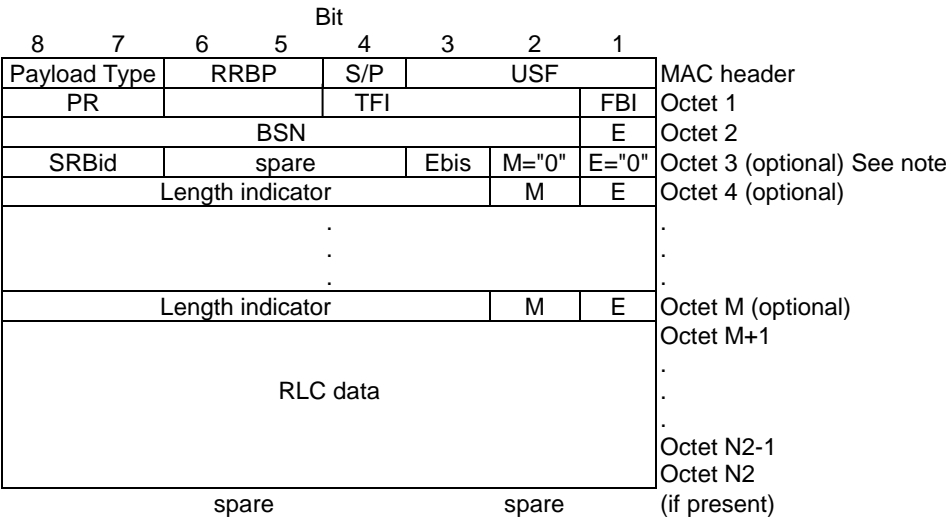 Bit
8 7 6 5 4 3 2 1
Payload Type RRBP S/P USF MAC header
PR TFI FBI Octet 1
BSN E Octet 2
SRBid spare Ebis M="0" E="0" Octet 3 (optional) See note
Length indicator M E Octet 4 (optional)
. .
. .
. .
Length indicator M E Octet M (optional)
Octet M+1
.
RLC data .
.
Octet N2-1
Octet N2
spare spare (if present)